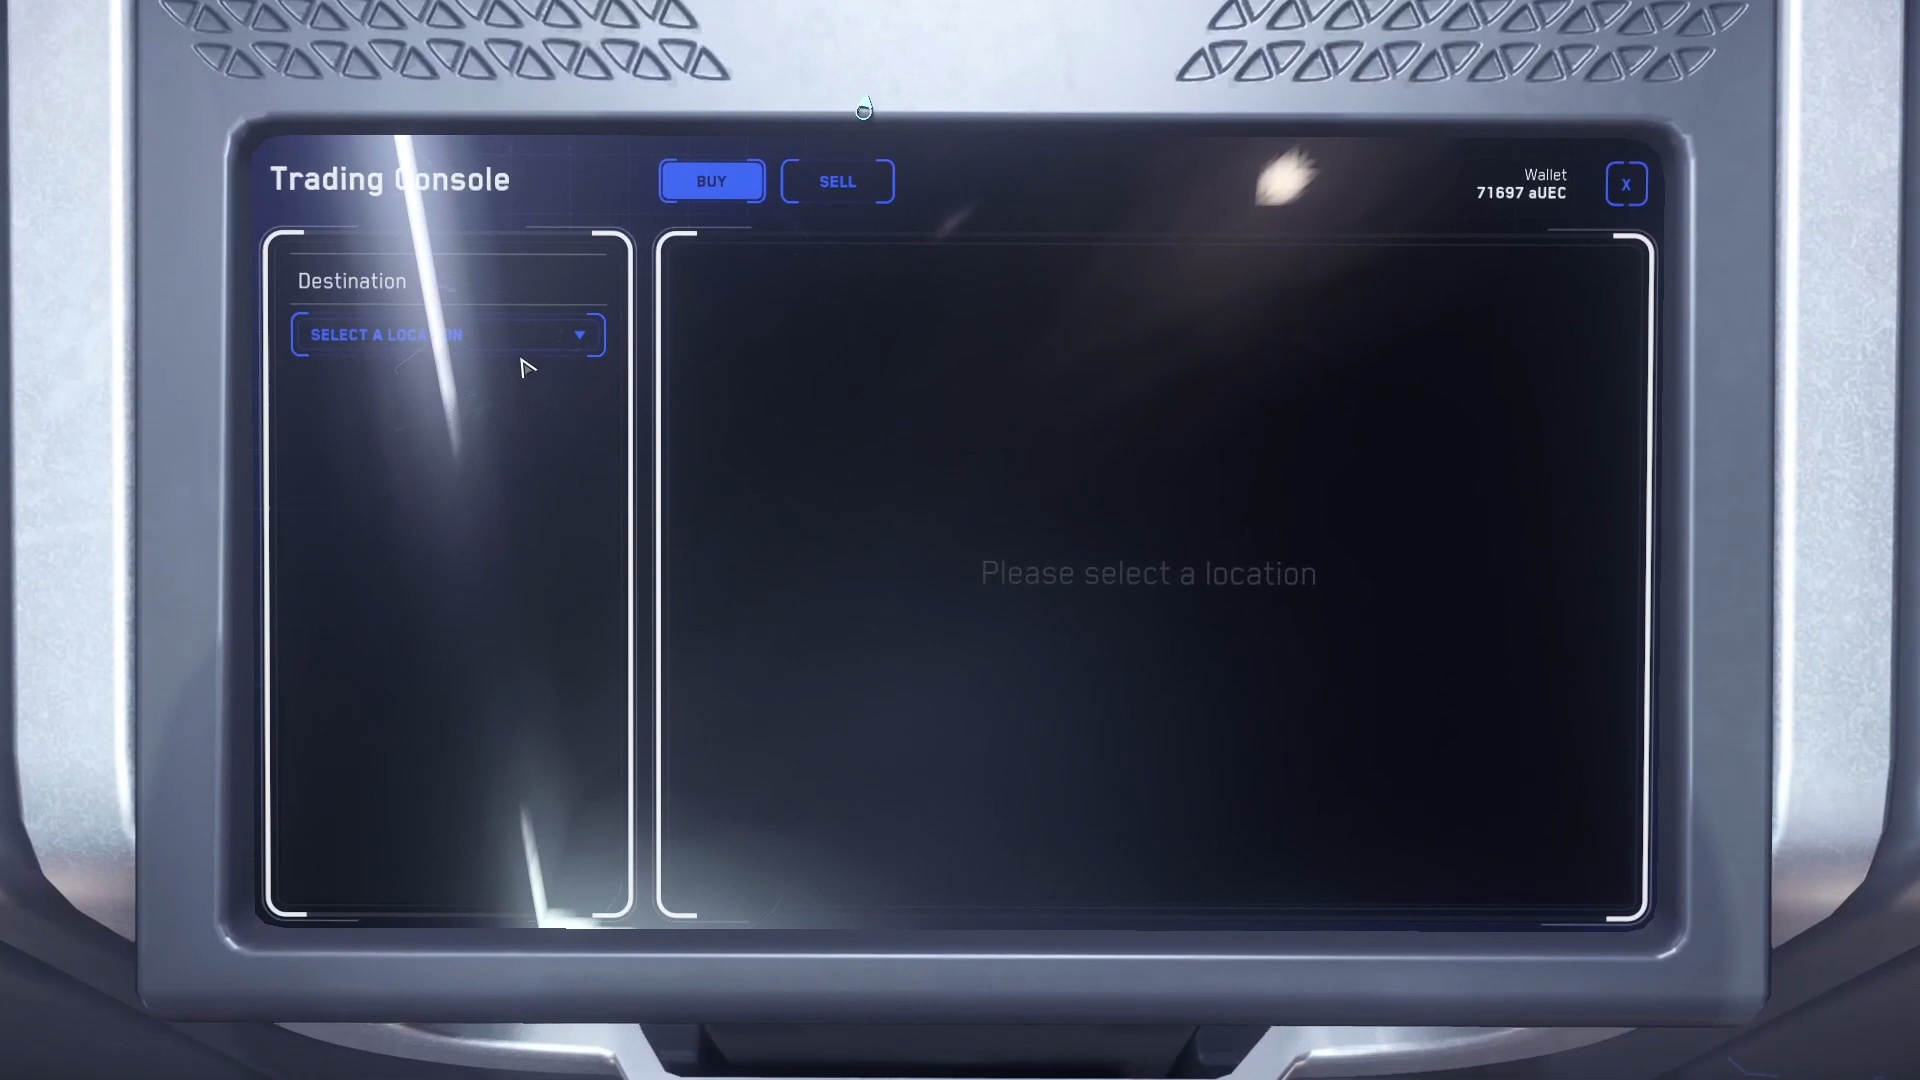 Trading Console
BUY
SELL
Wallet
71697 aUEC
X
Destination
SELECT A LOCATION
Please select a location